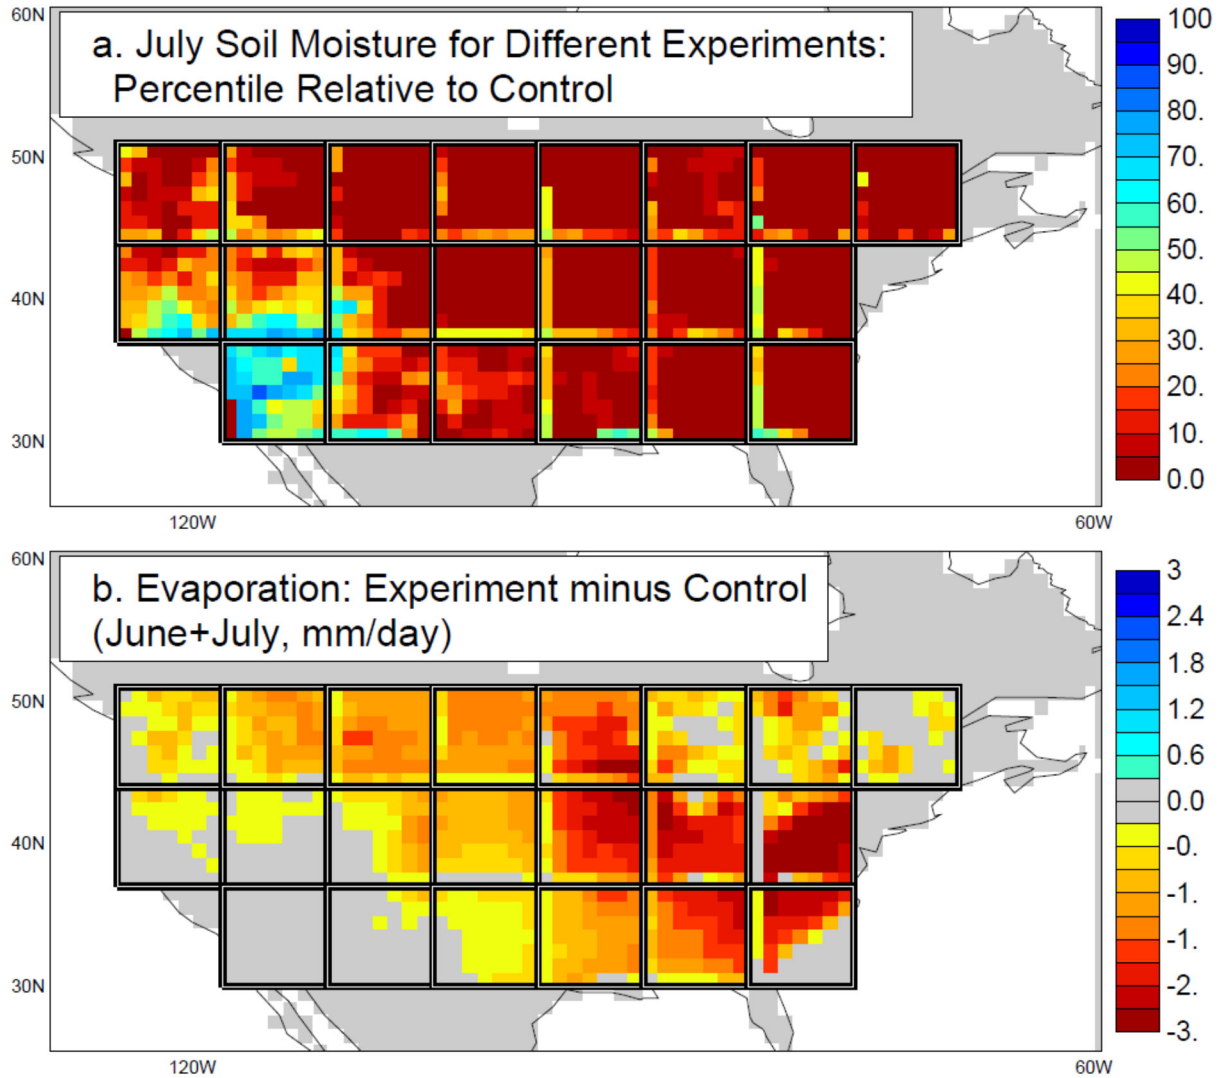 60N
a. July Soil Moisture for Different Experiments:
Percentile Relative to Control
50N
40N
30N
120W
60W
100
90.
80.
70.
60.
50.
40.
30.
20.
10.
0.0
60N
b. Evaporation: Experiment minus Control
(June+July, mm/day)
50N
40N
30N
120W
60W
3
2.4
1.8
1.2
0.6
0.0
-0.
-1.
-1.
-2.
-3.